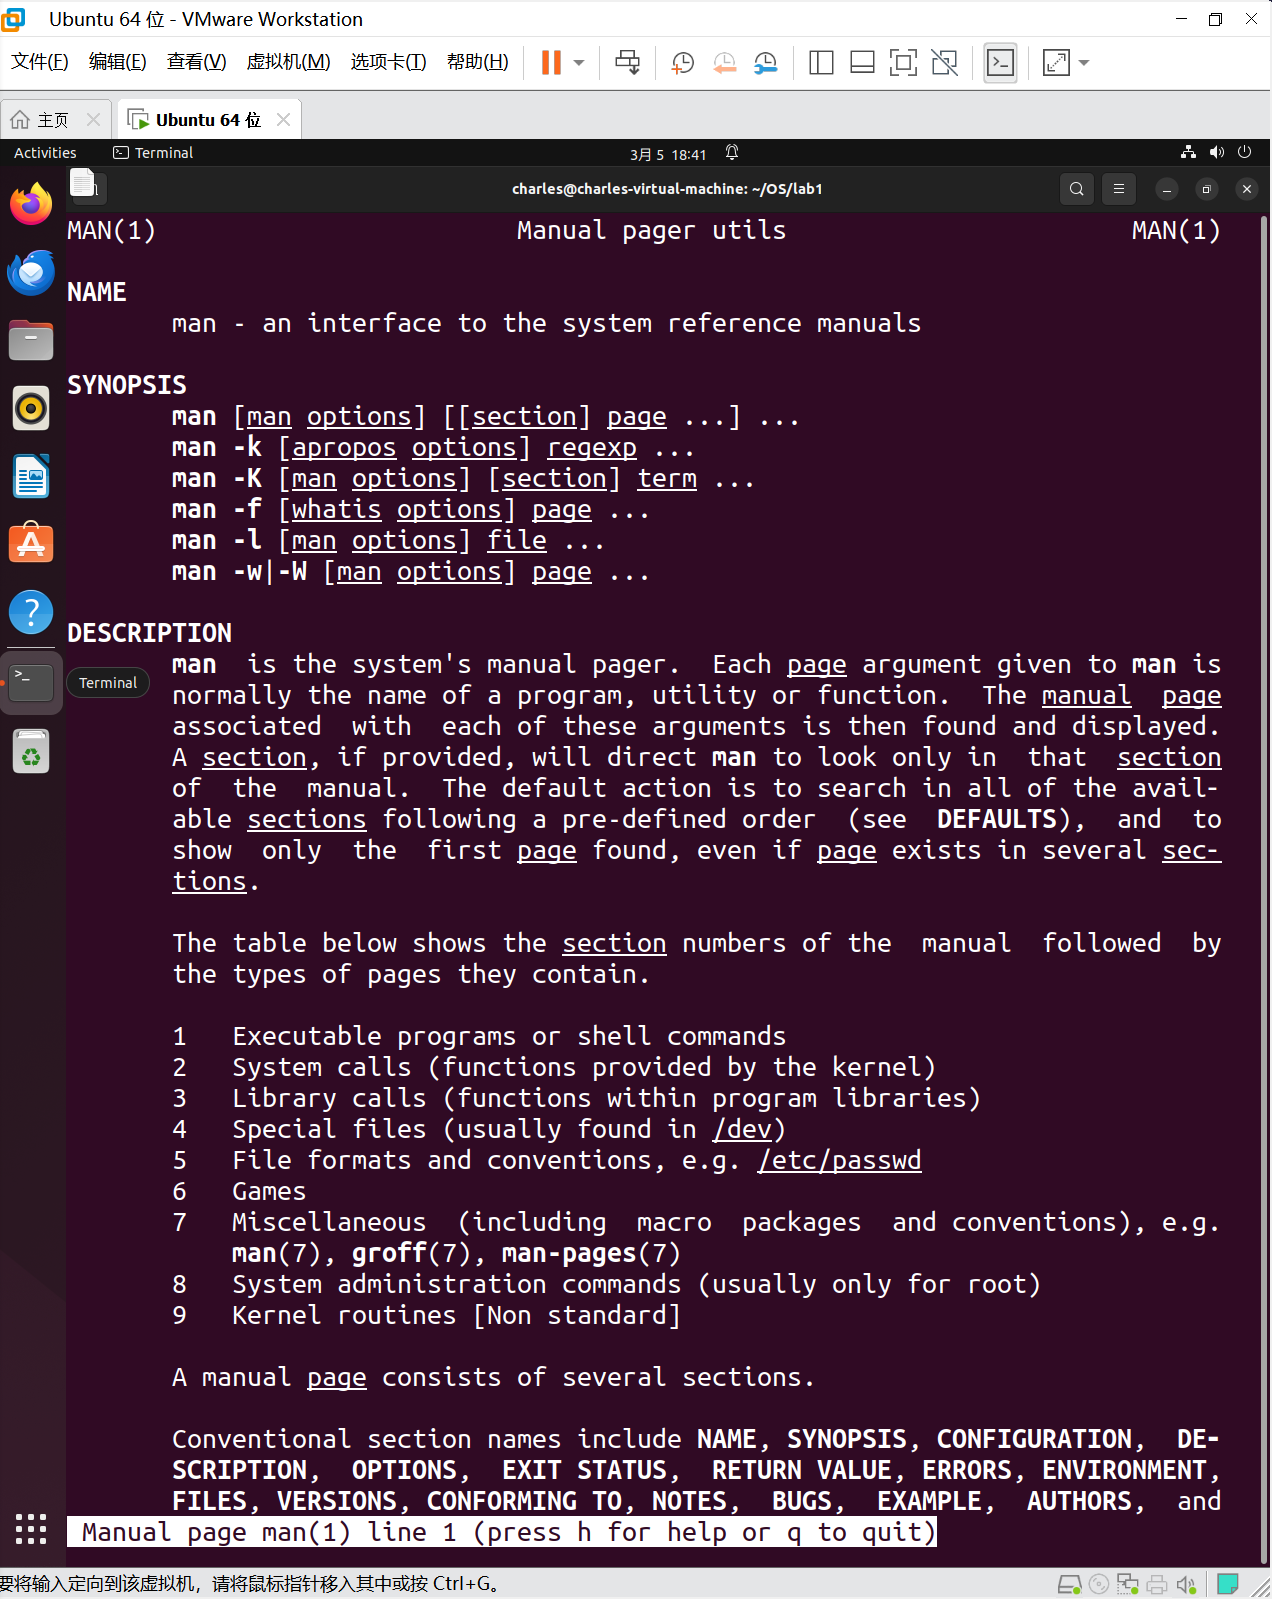 Ubuntu 64 位 - VMware Workstation
文件(F) 编辑(E) 查看(V) 虚拟机(M) 选项卡(T) 帮助(H)
主页 Ubuntu 64 位
Activities Terminal 3月 5 18:41
charles@charles-virtual-machine: ~/OS/lab1
MAN(1) Manual pager utils MAN(1)
NAME
man - an interface to the system reference manuals
SYNOPSIS
man [man options] [[section] page ...] ...
man -k [apropos options] regexp ...
man -K [man options] [section] term ...
man -f [whatis options] page ...
man -l [man options] file ...
man -w|-W [man options] page ...
DESCRIPTION
man is the system's manual pager. Each page argument given to man is
Terminal
normally the name of a program, utility or function. The manual page
associated with each of these arguments is then found and displayed.
A section, if provided, will direct man to look only in that section
of the manual. The default action is to search in all of the avail-
able sections following a pre-defined order (see DEFAULTS), and to
show only the first page found, even if page exists in several sec-
tions.
The table below shows the section numbers of the manual followed by
the types of pages they contain.
1 Executable programs or shell commands
2 System calls (functions provided by the kernel)
3 Library calls (functions within program libraries)
4 Special files (usually found in /dev)
5 File formats and conventions, e.g. /etc/passwd
6 Games
7 Miscellaneous (including macro packages and conventions), e.g.
man(7), groff(7), man-pages(7)
8 System administration commands (usually only for root)
9 Kernel routines [Non standard]
A manual page consists of several sections.
Conventional section names include NAME, SYNOPSIS, CONFIGURATION, DE-
SCRIPTION, OPTIONS, EXIT STATUS, RETURN VALUE, ERRORS, ENVIRONMENT,
FILES, VERSIONS, CONFORMING TO, NOTES, BUGS, EXAMPLE, AUTHORS, and
Manual page man(1) line 1 (press h for help or q to quit)
要将输入定向到该虚拟机，请将鼠标指针移入其中或按 Ctrl+G。